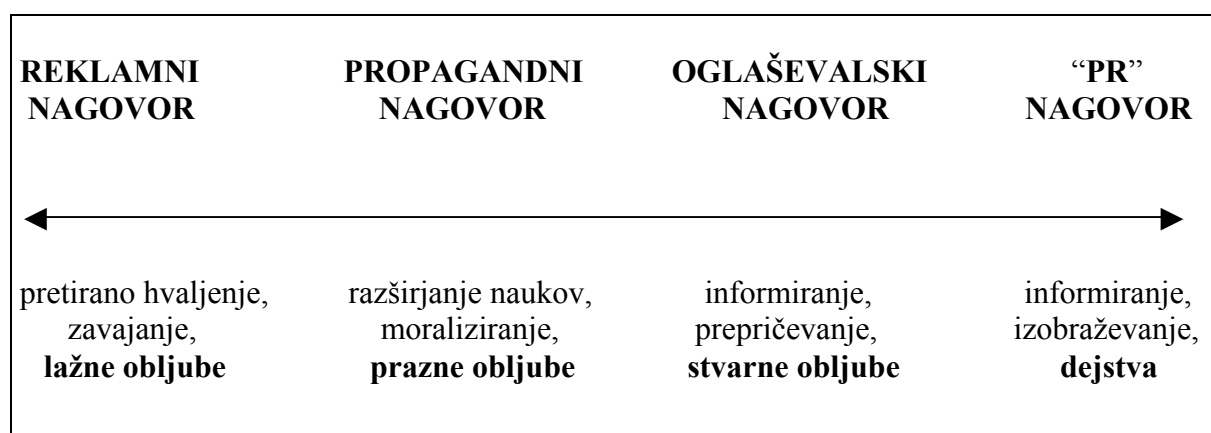 REKLAMNI NAGOVOR
PROPAGANDNI NAGOVOR
OGLAŠEVALSKI NAGOVOR
“PR” NAGOVOR
pretirano hvaljenje,
zavajanje,
lažne obljube
razširjanje naukov,
moraliziranje,
prazne obljube
informiranje,
prepričevanje,
stvarne obljube
informiranje,
izobraževanje,
dejstva